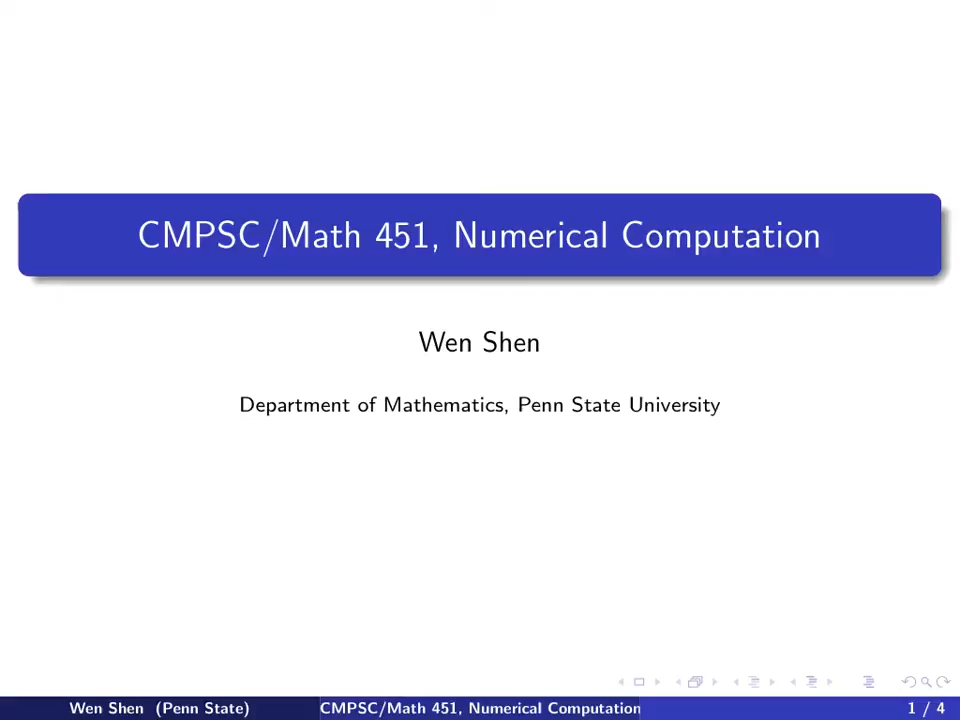 CMPSC/Math 451, Numerical Computation
Wen Shen
Department of Mathematics, Penn State University
Wen Shen (Penn State) CMPSC/Math 451, Numerical Computation 1 / 4